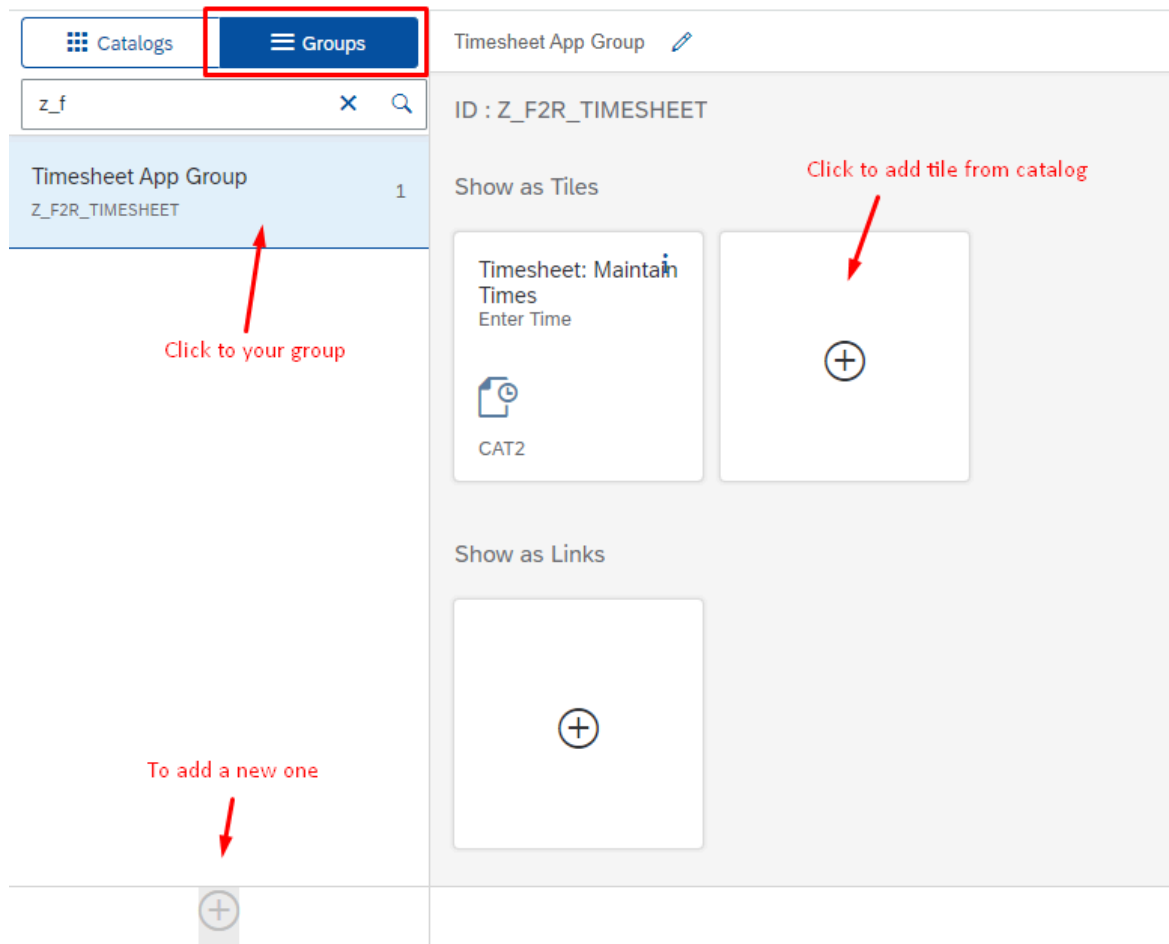 Catalogs
Groups
Timesheet App Group
z_f
ID : Z_F2R_TIMESHEET
Timesheet App Group
1
Z_F2R_TIMESHEET
Click to add tile from catalog
Show as Tiles
Timesheet: Maintain
Times
Enter Time
CAT2
Click to your group
Show as Links
To add a new one